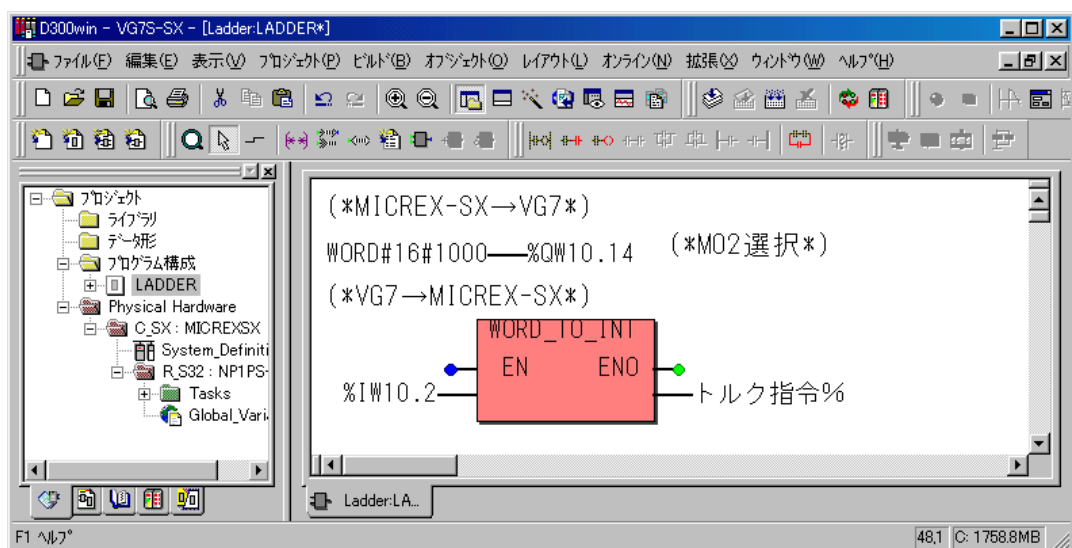 D300win - VG7S-SX - [Ladder:LADDER*]
ファイル(F) 編集(E) 表示(V) プロジェクト(P) ビルド(B) オブジェクト(O) レイアウト(L) オンライン(N) 拡張(X) ウィンドウ(W) ヘルプ(H)
プロジェクト
ライブラリ
データ形
プログラム構成
LADDER
Physical Hardware
C_SX : MICREXSX
System_Definiti
R_S32 : NP1PS-
Tasks
Global_Vari
(*MICREX-SX→VG7*)
WORD#16#1000 %QW10.14 (*M02選択*)
(*VG7→MICREX-SX*)
WORD_TO_INT
EN ENO
%IW10.2 トルク指令%
Ladder:LA...
F1 ヘルプ 48,1 C: 1758.8MB